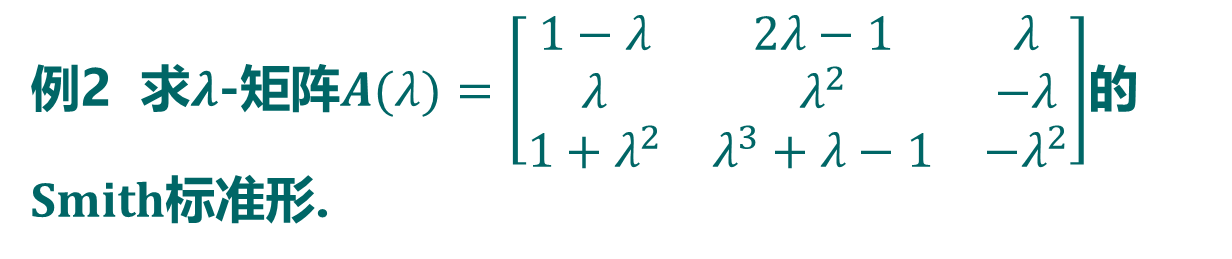 例2 求λ-矩阵A(λ) = [1 − λ 2λ − 1 λ; λ λ² −λ; 1 + λ² λ³ + λ − 1 −λ²]的
Smith标准形.